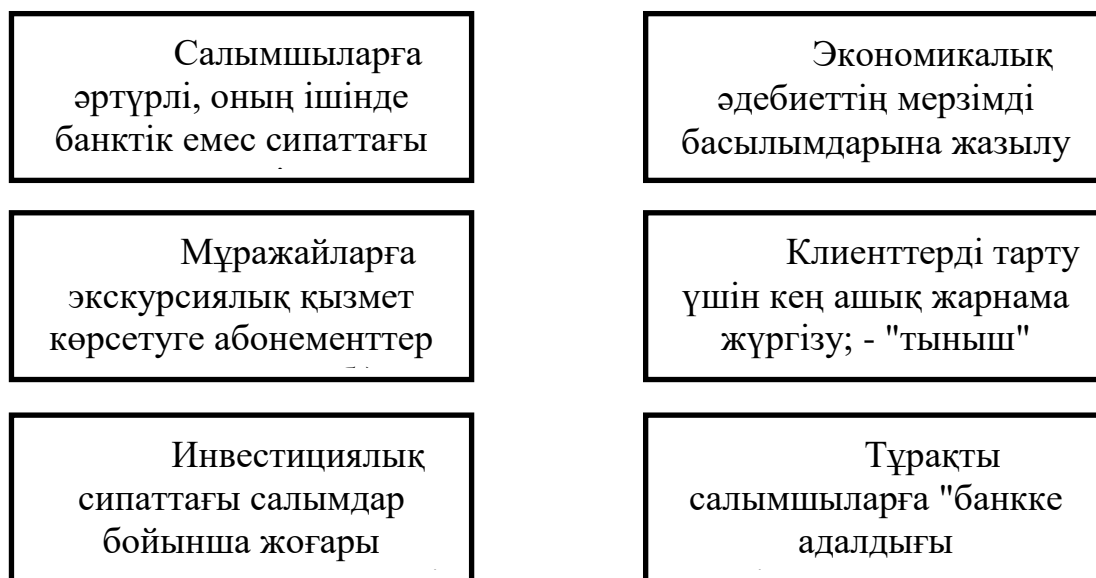 Салымшыларға
әртүрлі, оның ішінде
банктік емес сипаттағы
Экономикалық
әдебиеттің мерзімді
басылымдарына жазылу
Мұражайларға
экскурсиялық қызмет
көрсетуге абонементтер
Клиенттерді тарту
үшін кең ашық жарнама
жүргізу; - "тыныш"
Инвестициялық
сипаттағы салымдар
бойынша жоғары
Тұрақты
салымшыларға "банкке
адалдығы